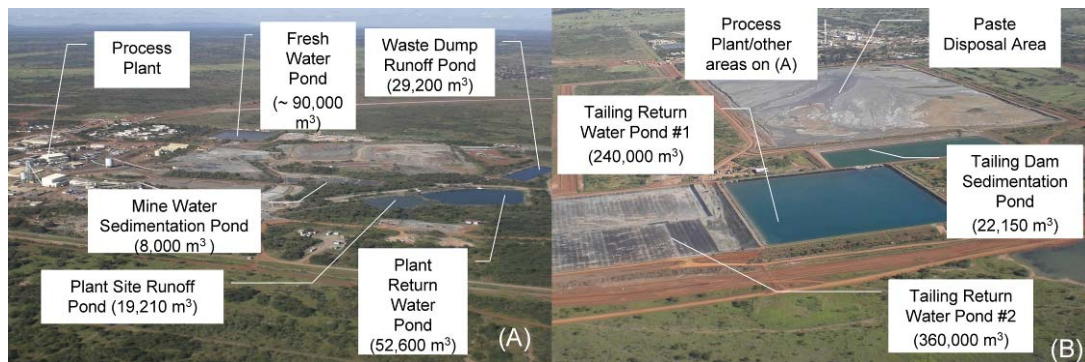 Process
Plant
Fresh
Water
Pond
(~ 90,000
m³)
Waste Dump
Runoff Pond
(29,200 m³)
Mine Water
Sedimentation Pond
(8,000 m³)
Plant Site Runoff
Pond (19,210 m³)
Plant
Return
Water
Pond
(52,600 m³)
(A)
Process
Plant/other
areas on (A)
Paste
Disposal Area
Tailing Return
Water Pond #1
(240,000 m³)
Tailing Dam
Sedimentation
Pond
(22,150 m³)
Tailing Return
Water Pond #2
(360,000 m³)
(B)